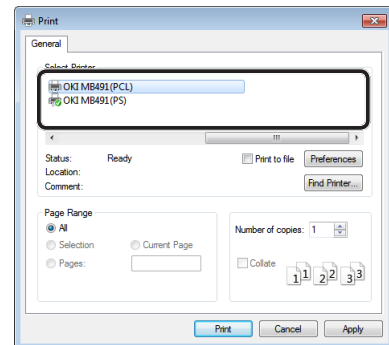 Print
General
Select Printer
OKI MB491(PCL)
OKI MB491(PS)
Status: Ready
Print to file Preferences
Location:
Comment:
Find Printer...
Page Range
All
Selection Current Page
Pages:
Number of copies: 1
Collate
1 1 2 2 3 3
Print Cancel Apply